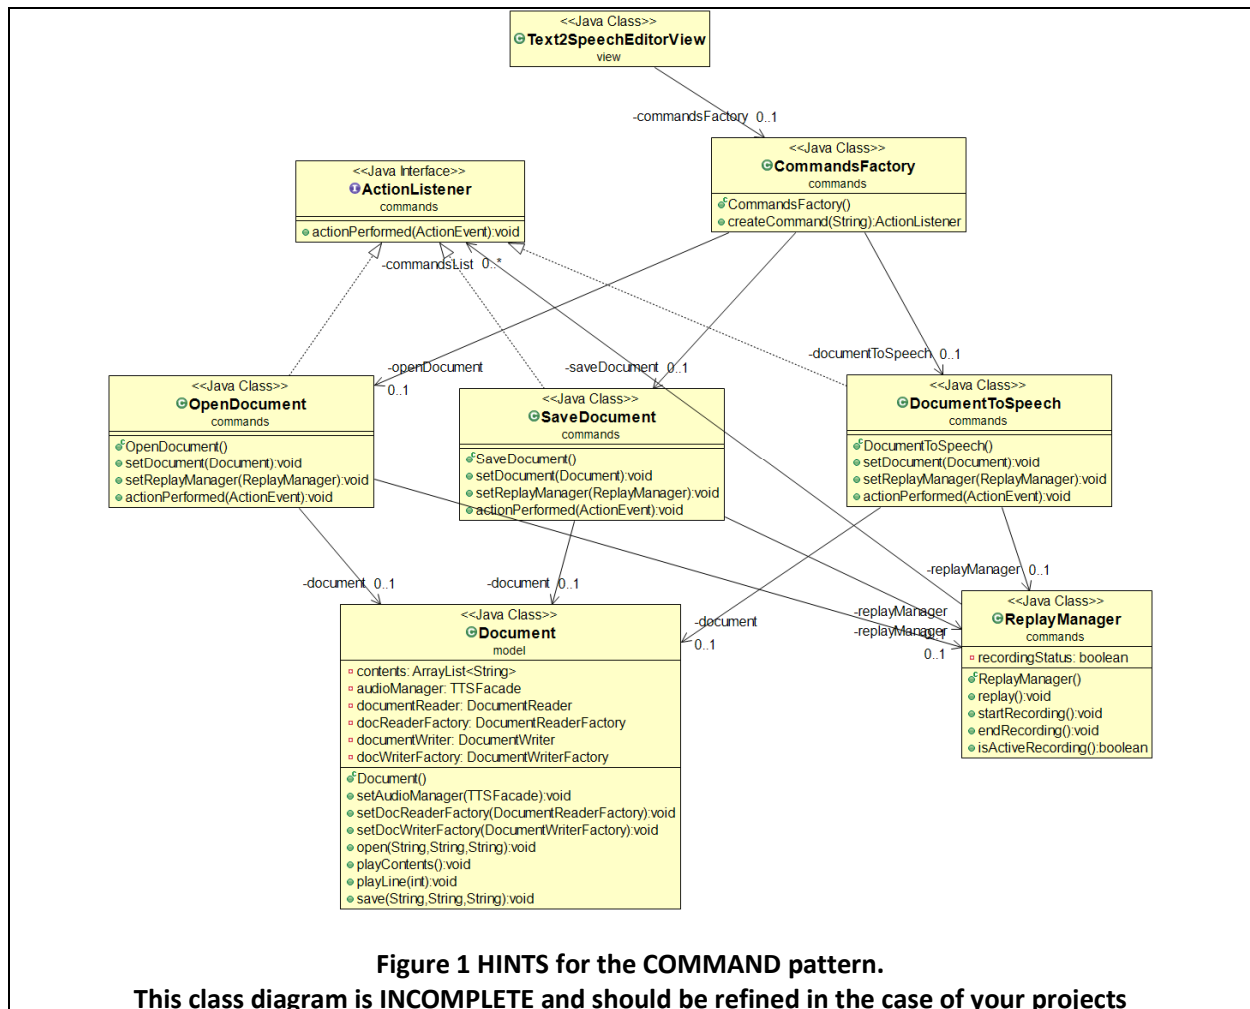 <<Java Class>>
Text2SpeechEditorView
view
-commandsFactory 0..1
<<Java Class>>
CommandsFactory
commands
CommandsFactory()
createCommand(String):ActionListener
<<Java Interface>>
ActionListener
commands
actionPerformed(ActionEvent):void
-commandsList 0..*
-openDocument
0..1
-saveDocument 0..1
-documentToSpeech 0..1
<<Java Class>>
OpenDocument
commands
OpenDocument()
setDocument(Document):void
setReplayManager(ReplayManager):void
actionPerformed(ActionEvent):void
<<Java Class>>
SaveDocument
commands
SaveDocument()
setDocument(Document):void
setReplayManager(ReplayManager):void
actionPerformed(ActionEvent):void
<<Java Class>>
DocumentToSpeech
commands
DocumentToSpeech()
setDocument(Document):void
setReplayManager(ReplayManager):void
actionPerformed(ActionEvent):void
-document 0..1
-document 0..1
-document
0..1
-replayManager 0..1
-replayManager
0..1
-replayManager
0..1
<<Java Class>>
Document
model
contents: ArrayList<String>
audioManager: TTSFacade
documentReader: DocumentReader
docReaderFactory: DocumentReaderFactory
documentWriter: DocumentWriter
docWriterFactory: DocumentWriterFactory
Document()
setAudioManager(TTSFacade):void
setDocReaderFactory(DocumentReaderFactory):void
setDocWriterFactory(DocumentWriterFactory):void
open(String,String,String):void
playContents():void
playLine(int):void
save(String,String,String):void
<<Java Class>>
ReplayManager
commands
recordingStatus: boolean
ReplayManager()
replay():void
startRecording():void
endRecording():void
isActiveRecording():boolean
Figure 1 HINTS for the COMMAND pattern.
This class diagram is INCOMPLETE and should be refined in the case of your projects